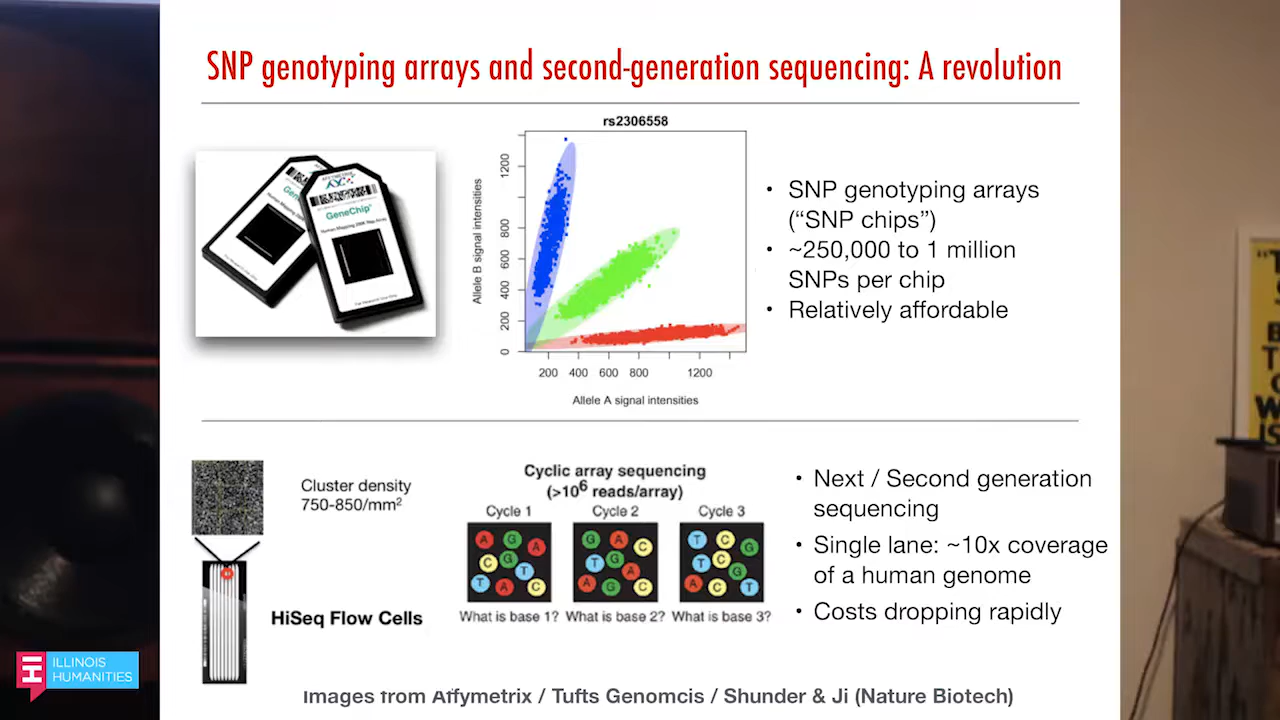 SNP genotyping arrays and second-generation sequencing: A revolution
AFFYMETRIX
GeneChip
rs2306558
Allele B signal intensities
1200
800
600
400
200
0
200 400 600 800 1200
Allele A signal intensities
• SNP genotyping arrays
(“SNP chips”)
• ~250,000 to 1 million
SNPs per chip
• Relatively affordable
Cluster density
750-850/mm2
HiSeq Flow Cells
Cyclic array sequencing
(>10^6 reads/array)
Cycle 1 Cycle 2 Cycle 3
A G A
C G T
T A C
G A C
T G A
A G C
T C G
T C G
A C T
What is base 1? What is base 2? What is base 3?
• Next / Second generation
sequencing
• Single lane: ~10x coverage
of a human genome
• Costs dropping rapidly
ILLINOIS
HUMANITIES
Images from Affymetrix / Tufts Genomcis / Shunder & Ji (Nature Biotech)